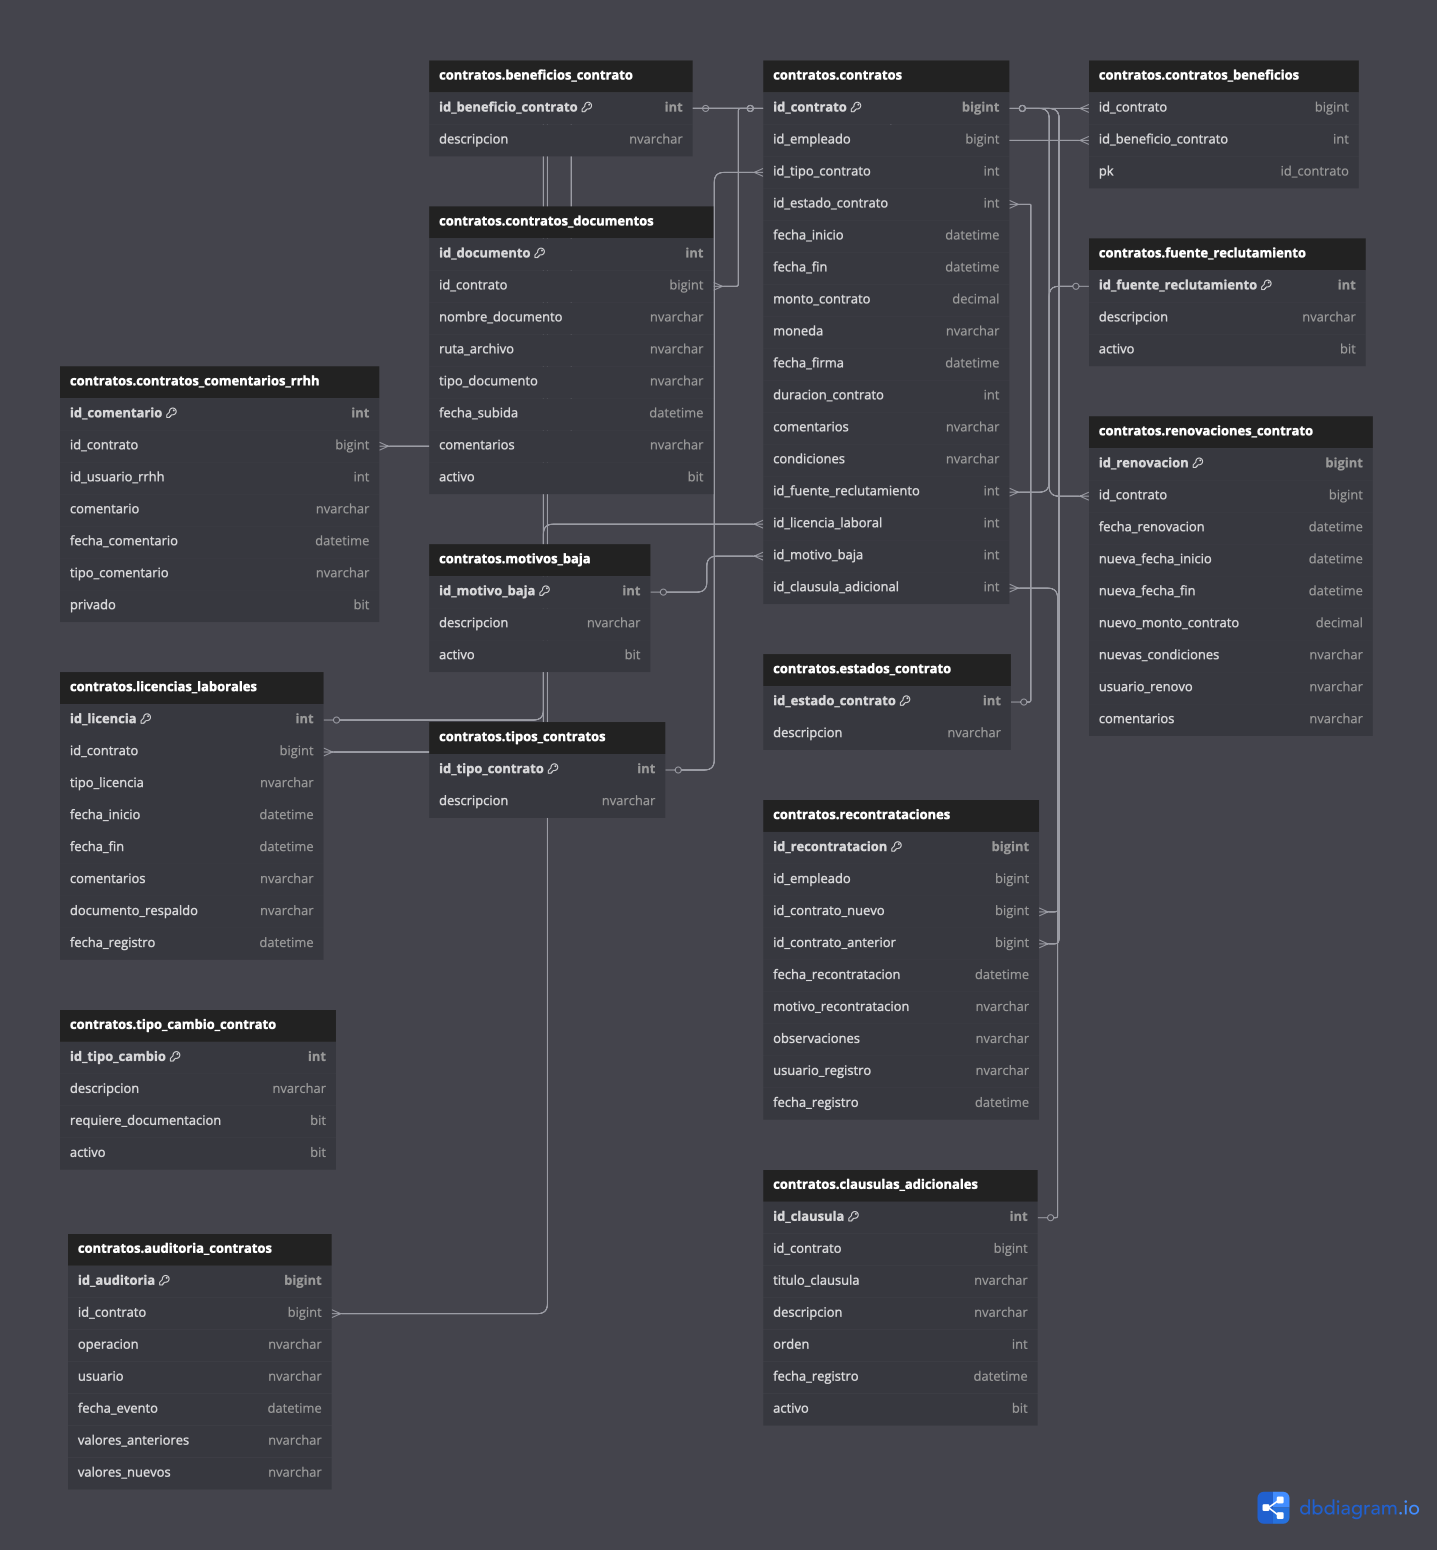 contratos.beneficios_contrato
id_beneficio_contrato int
descripcion nvarchar
contratos.contratos
id_contrato bigint
id_empleado bigint
id_tipo_contrato int
id_estado_contrato int
fecha_inicio datetime
fecha_fin datetime
monto_contrato decimal
moneda nvarchar
fecha_firma datetime
duracion_contrato int
comentarios nvarchar
condiciones nvarchar
id_fuente_reclutamiento int
id_licencia_laboral int
id_motivo_baja int
id_clausula_adicional int
contratos.contratos_beneficios
id_contrato bigint
id_beneficio_contrato int
pk id_contrato
contratos.contratos_documentos
id_documento int
id_contrato bigint
nombre_documento nvarchar
ruta_archivo nvarchar
tipo_documento nvarchar
fecha_subida datetime
comentarios nvarchar
activo bit
contratos.fuente_reclutamiento
id_fuente_reclutamiento int
descripcion nvarchar
activo bit
contratos.contratos_comentarios_rrhh
id_comentario int
id_contrato bigint
id_usuario_rrhh int
comentario nvarchar
fecha_comentario datetime
tipo_comentario nvarchar
privado bit
contratos.renovaciones_contrato
id_renovacion bigint
id_contrato bigint
fecha_renovacion datetime
nueva_fecha_inicio datetime
nueva_fecha_fin datetime
nuevo_monto_contrato decimal
nuevas_condiciones nvarchar
usuario_renovo nvarchar
comentarios nvarchar
contratos.motivos_baja
id_motivo_baja int
descripcion nvarchar
activo bit
contratos.estados_contrato
id_estado_contrato int
descripcion nvarchar
contratos.licencias_laborales
id_licencia int
id_contrato bigint
tipo_licencia nvarchar
fecha_inicio datetime
fecha_fin datetime
comentarios nvarchar
documento_respaldo nvarchar
fecha_registro datetime
contratos.tipos_contratos
id_tipo_contrato int
descripcion nvarchar
contratos.recontrataciones
id_recontratacion bigint
id_empleado bigint
id_contrato_nuevo bigint
id_contrato_anterior bigint
fecha_recontratacion datetime
motivo_recontratacion nvarchar
observaciones nvarchar
usuario_registro nvarchar
fecha_registro datetime
contratos.tipo_cambio_contrato
id_tipo_cambio int
descripcion nvarchar
requiere_documentacion bit
activo bit
contratos.clausulas_adicionales
id_clausula int
id_contrato bigint
titulo_clausula nvarchar
descripcion nvarchar
orden int
fecha_registro datetime
activo bit
contratos.auditoria_contratos
id_auditoria bigint
id_contrato bigint
operacion nvarchar
usuario nvarchar
fecha_evento datetime
valores_anteriores nvarchar
valores_nuevos nvarchar
dbdiagram.io